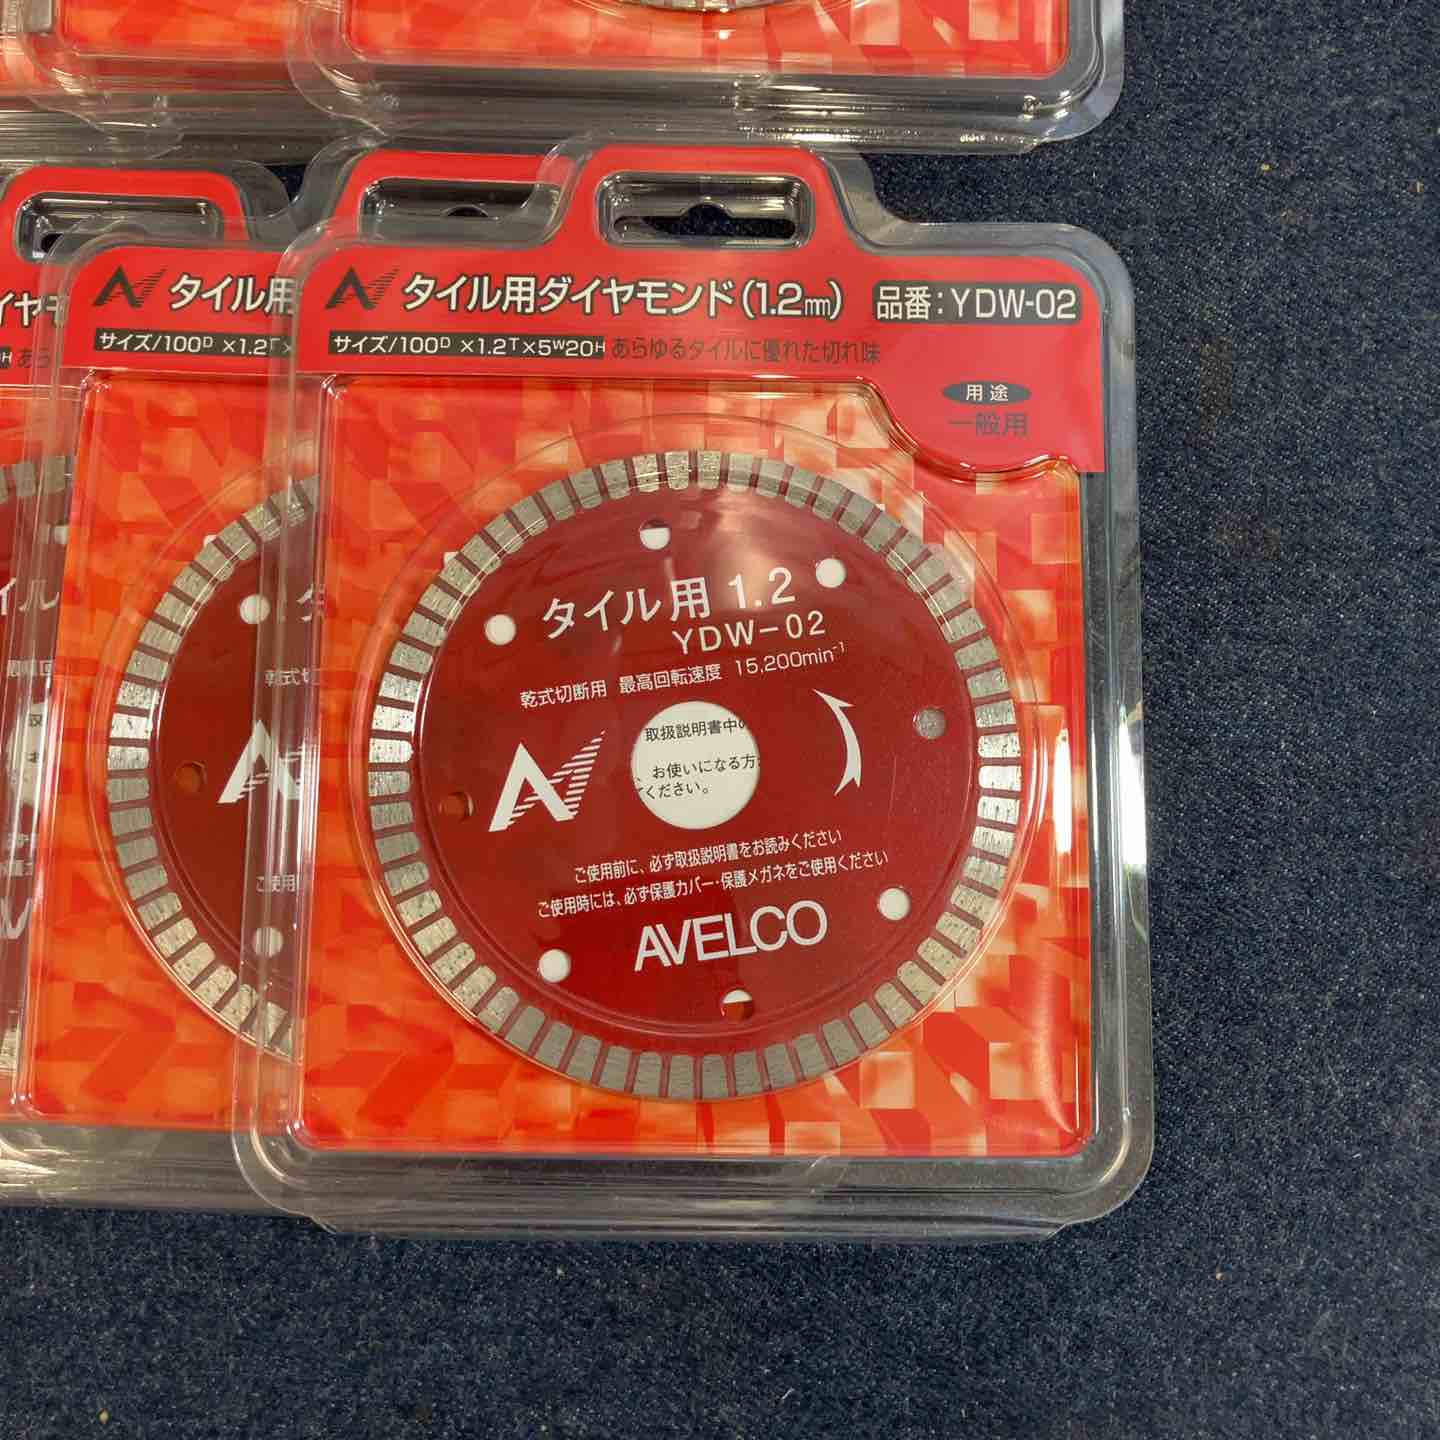 タイル用ダイヤモンド(1.2㎜) 品番:YDW-02
サイズ/100ᴰ ×1.2ᵀ×5ᵂ20ᴴ あらゆるタイルに優れた切れ味
用途
一般用
タイル用 1.2
YDW-02
乾式切断用 最高回転速度 15,200min⁻¹
取扱説明書中の
、お使いになる方
てください。
ご使用前に、必ず取扱説明書をお読みください
ご使用時には、必ず保護カバー・保護メガネをご使用ください
AVELCO
タイル用
サイズ/100ᴰ ×1.2ᵀ×
乾式切
ご使用